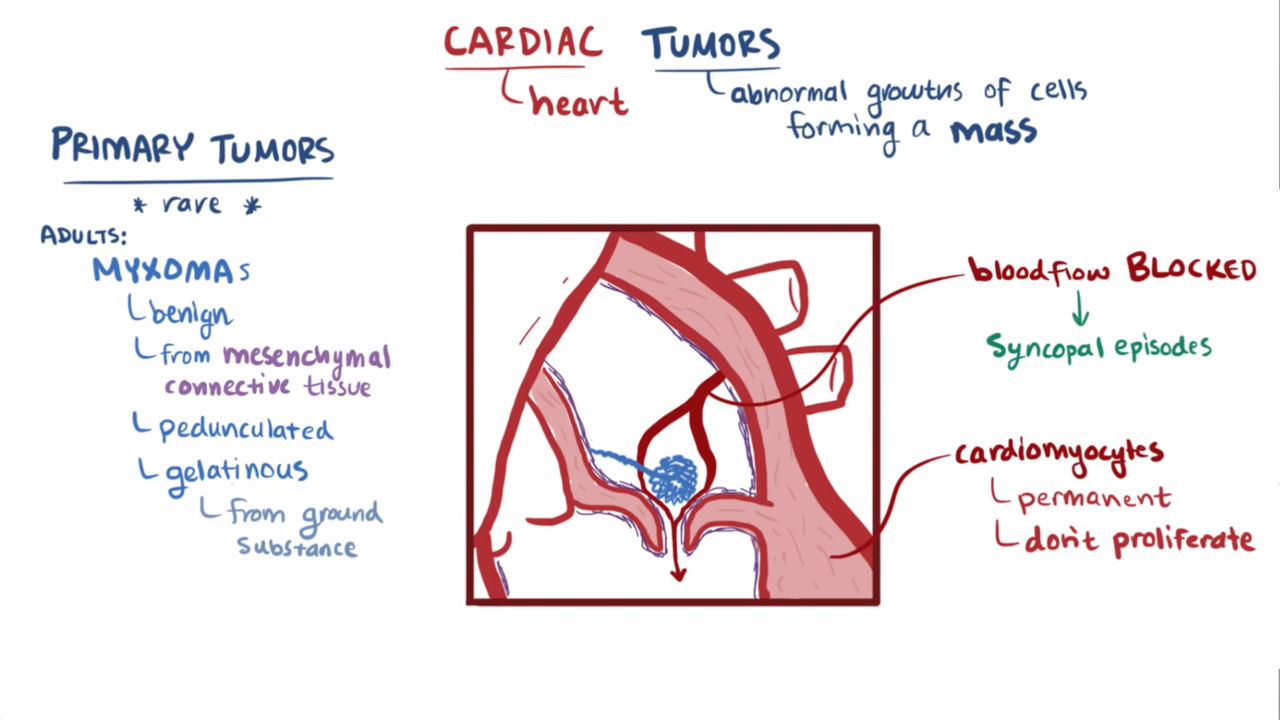 CARDIAC TUMORS
heart
abnormal growths of cells
forming a mass
PRIMARY TUMORS
* rare *
ADULTS:
MYXOMAs
benign
from mesenchymal
connective tissue
pedunculated
gelatinous
from ground
substance
bloodflow BLOCKED
Syncopal episodes
cardiomyocytes
permanent
don't proliferate